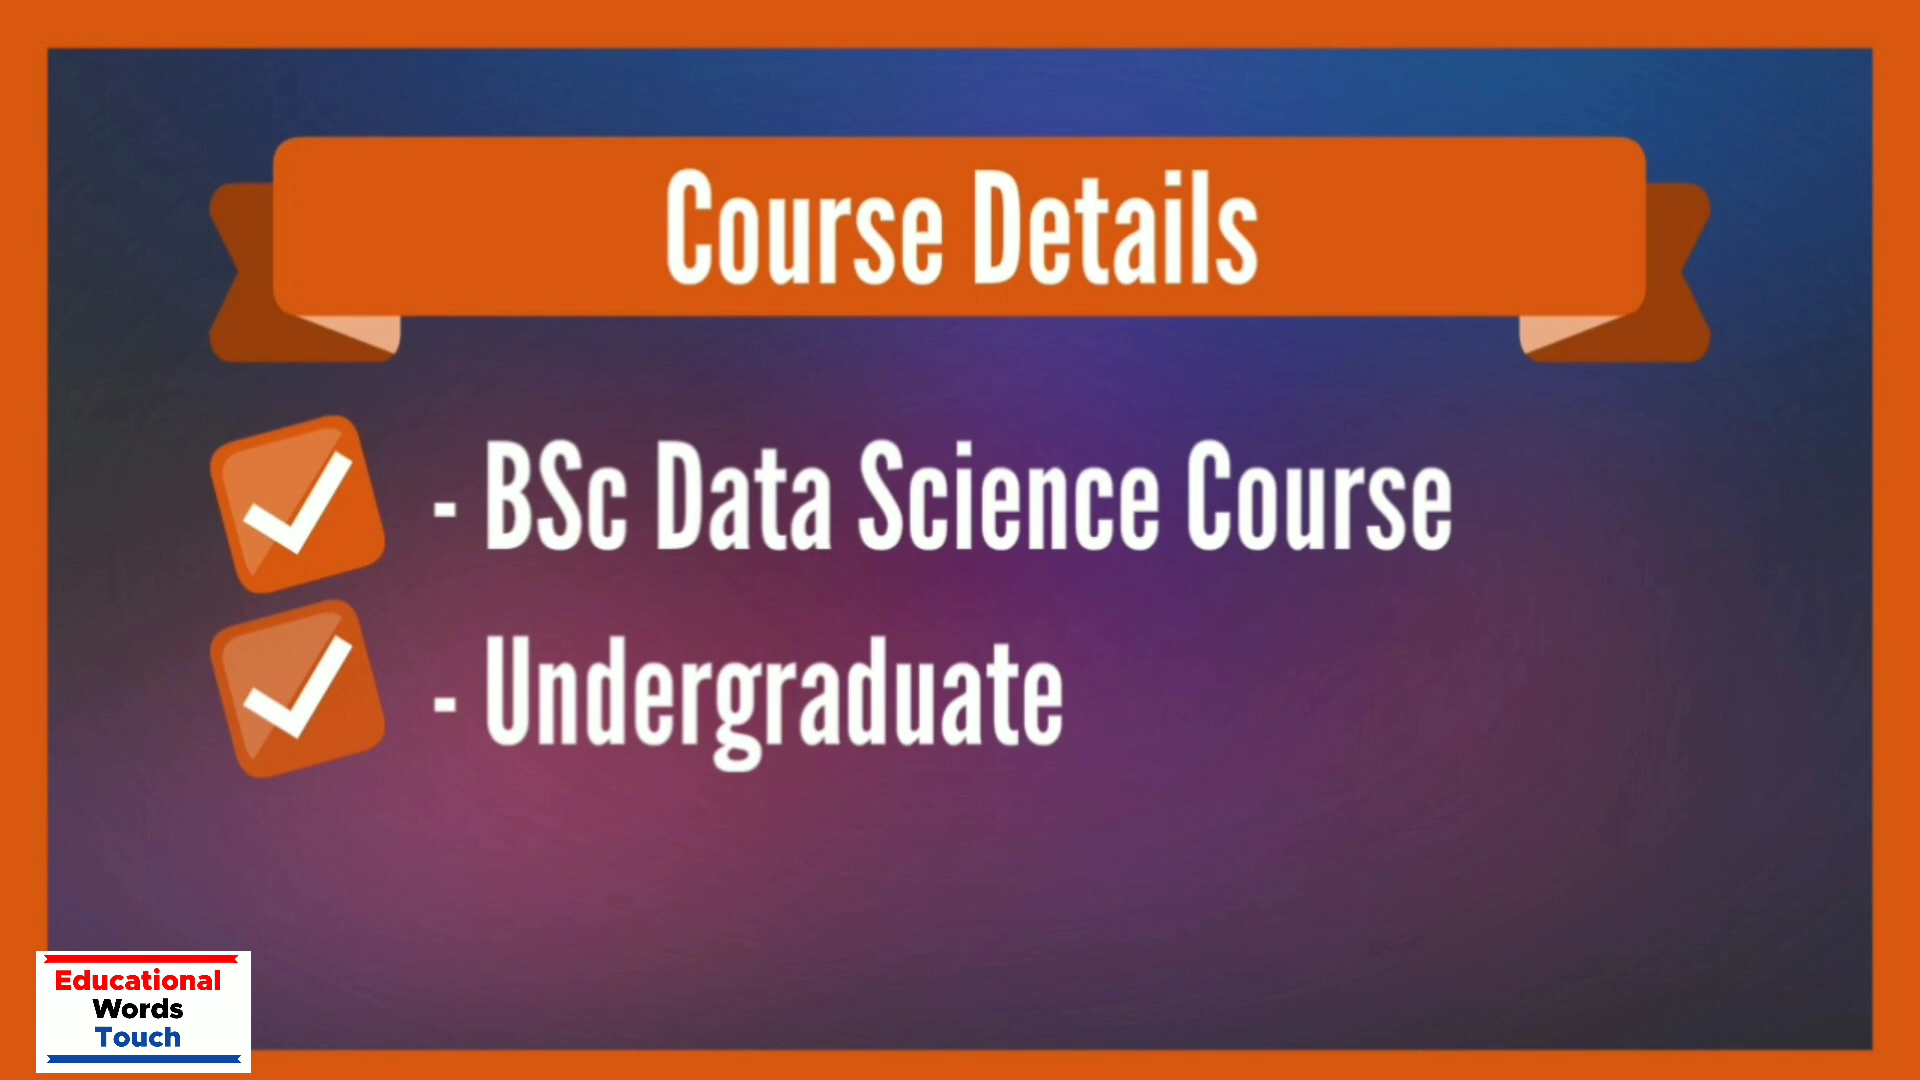 Course Details
- BSc Data Science Course
- Undergraduate
Educational
Words
Touch